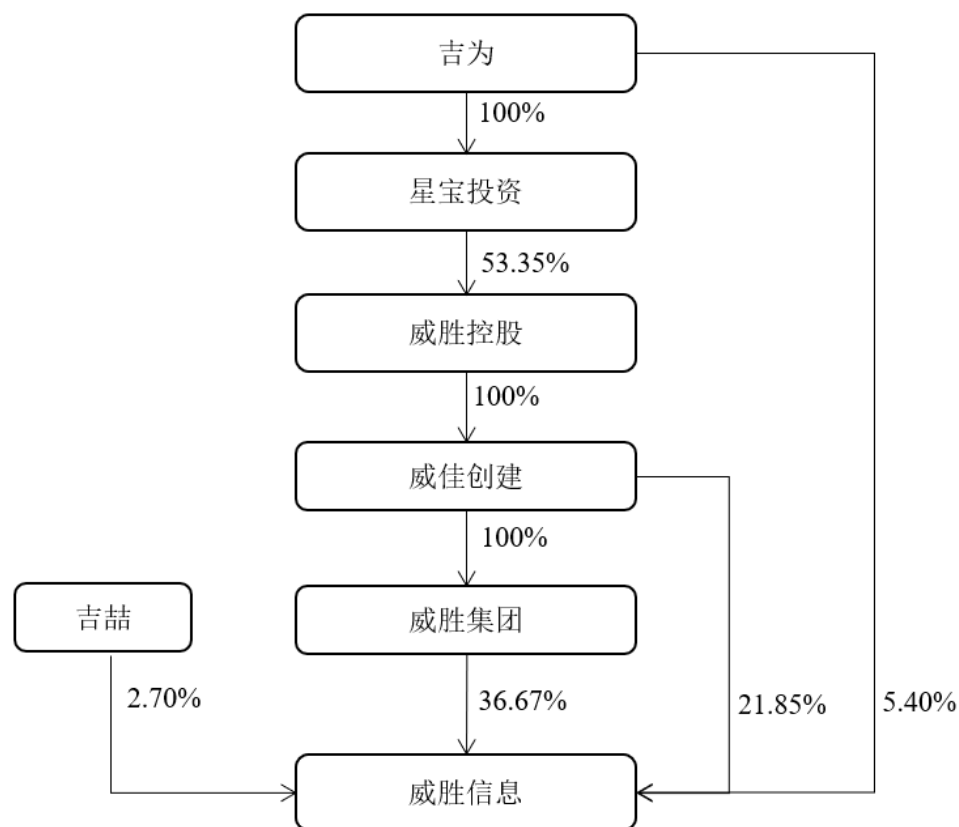 吉为
100%
星宝投资
53.35%
威胜控股
100%
威佳创建
100%
吉喆
威胜集团
2.70%
36.67%
21.85%
5.40%
威胜信息